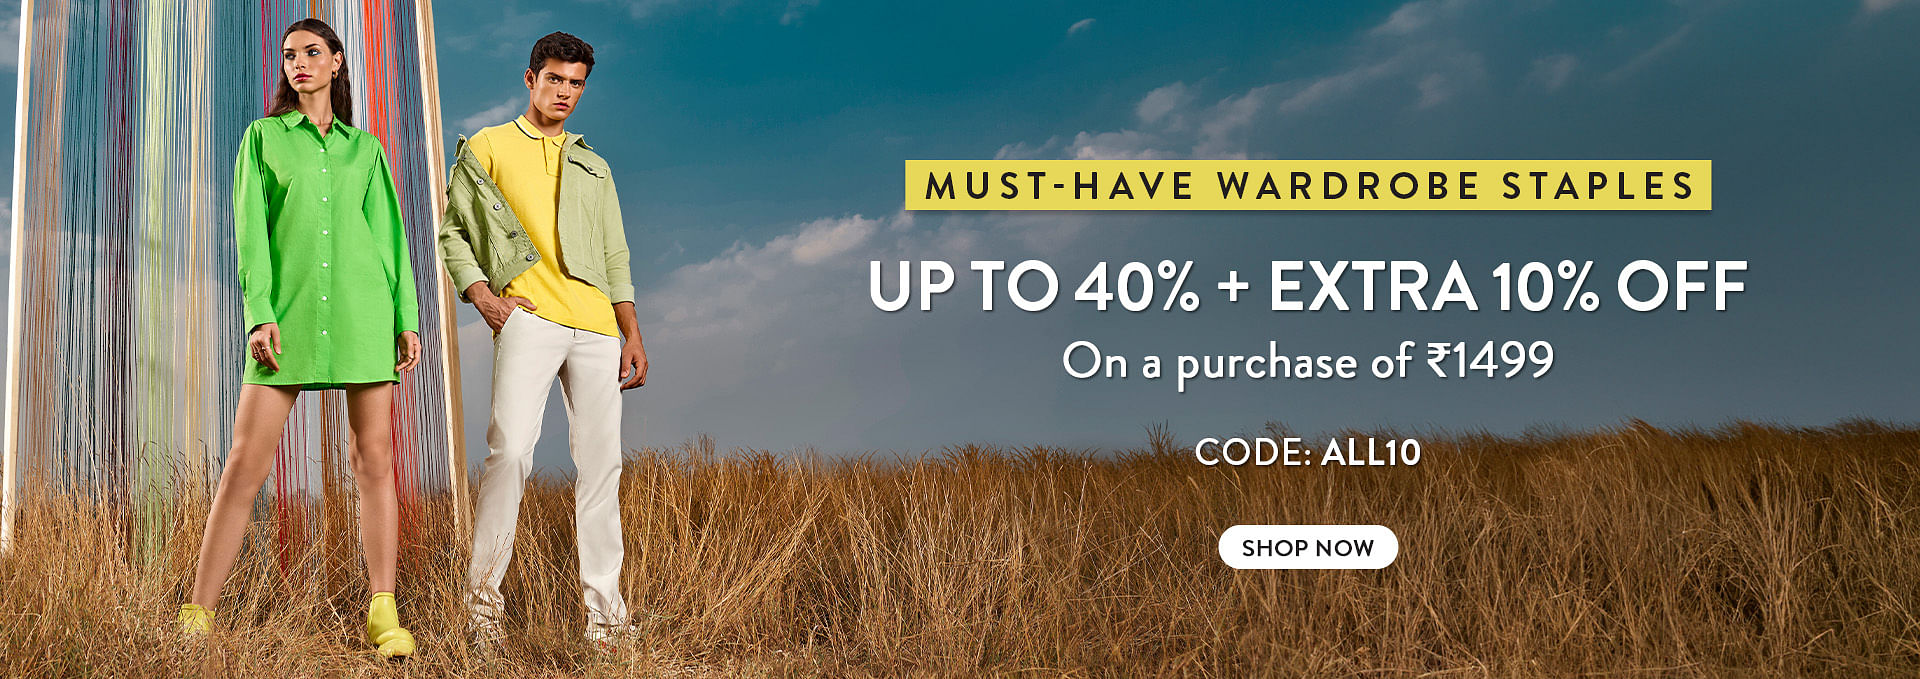 MUST-HAVE WARDROBE STAPLES
UP TO 40% + EXTRA 10% OFF
On a purchase of ₹1499
CODE: ALL10
SHOP NOW